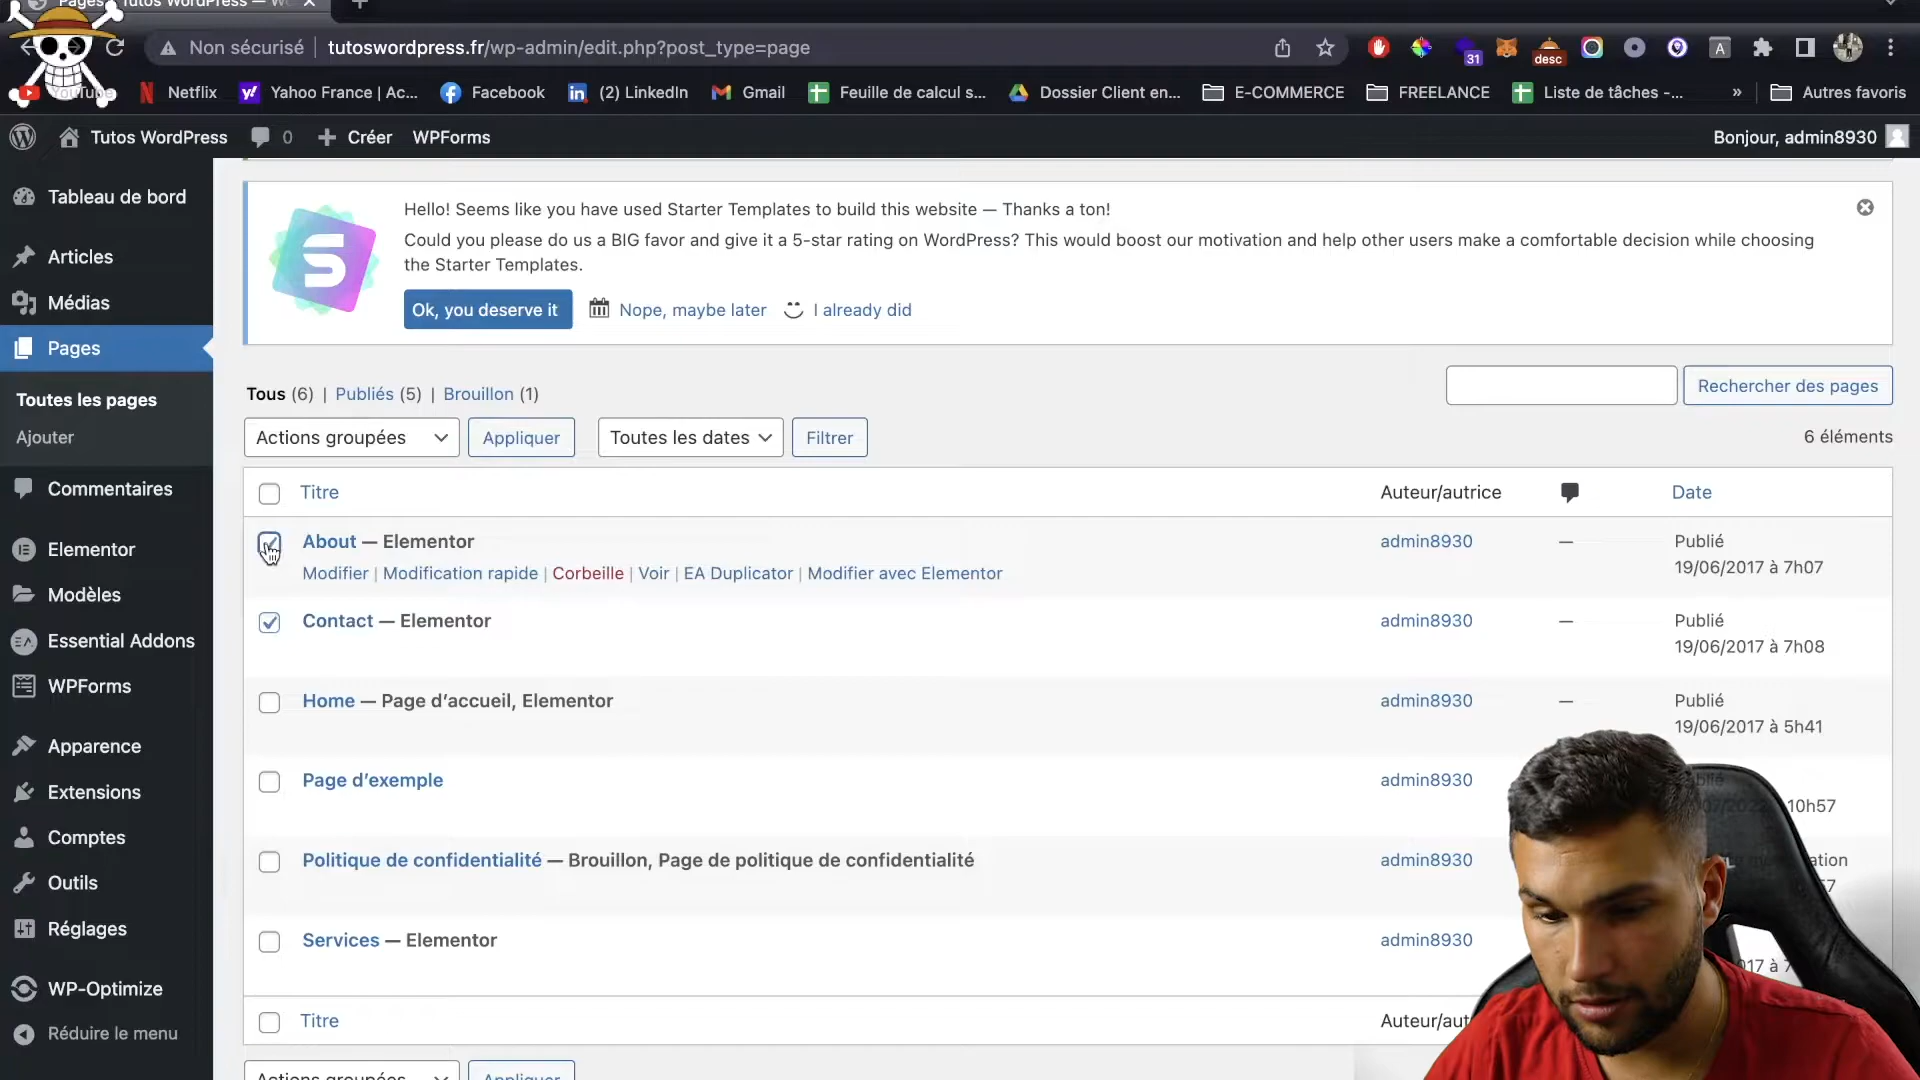 Pages ‹ Tutos WordPress — W
Non sécurisé | tutoswordpress.fr/wp-admin/edit.php?post_type=page
31
desc
A
YouTube
Netflix
Yahoo France | Ac...
Facebook
(2) LinkedIn
Gmail
Feuille de calcul s...
Dossier Client en...
E-COMMERCE
FREELANCE
Liste de tâches -...
»
Autres favoris
Tutos WordPress
0
Créer
WPForms
Bonjour, admin8930
Tableau de bord
Articles
Médias
Pages
Toutes les pages
Ajouter
Commentaires
Elementor
Modèles
Essential Addons
WPForms
Apparence
Extensions
Comptes
Outils
Réglages
WP-Optimize
Réduire le menu
Hello! Seems like you have used Starter Templates to build this website — Thanks a ton!
Could you please do us a BIG favor and give it a 5-star rating on WordPress? This would boost our motivation and help other users make a comfortable decision while choosing
the Starter Templates.
Ok, you deserve it
Nope, maybe later
I already did
Tous (6) | Publiés (5) | Brouillon (1)
Rechercher des pages
Actions groupées
Appliquer
Toutes les dates
Filtrer
6 éléments
Titre
Auteur/autrice
Date
About — Elementor
admin8930
—
Publié
19/06/2017 à 7h07
Modifier | Modification rapide | Corbeille | Voir | EA Duplicator | Modifier avec Elementor
Contact — Elementor
admin8930
—
Publié
19/06/2017 à 7h08
Home — Page d’accueil, Elementor
admin8930
—
Publié
19/06/2017 à 5h41
Page d’exemple
admin8930
10h57
Politique de confidentialité — Brouillon, Page de politique de confidentialité
admin8930
Services — Elementor
admin8930
Titre
Actions groupées
Appliquer